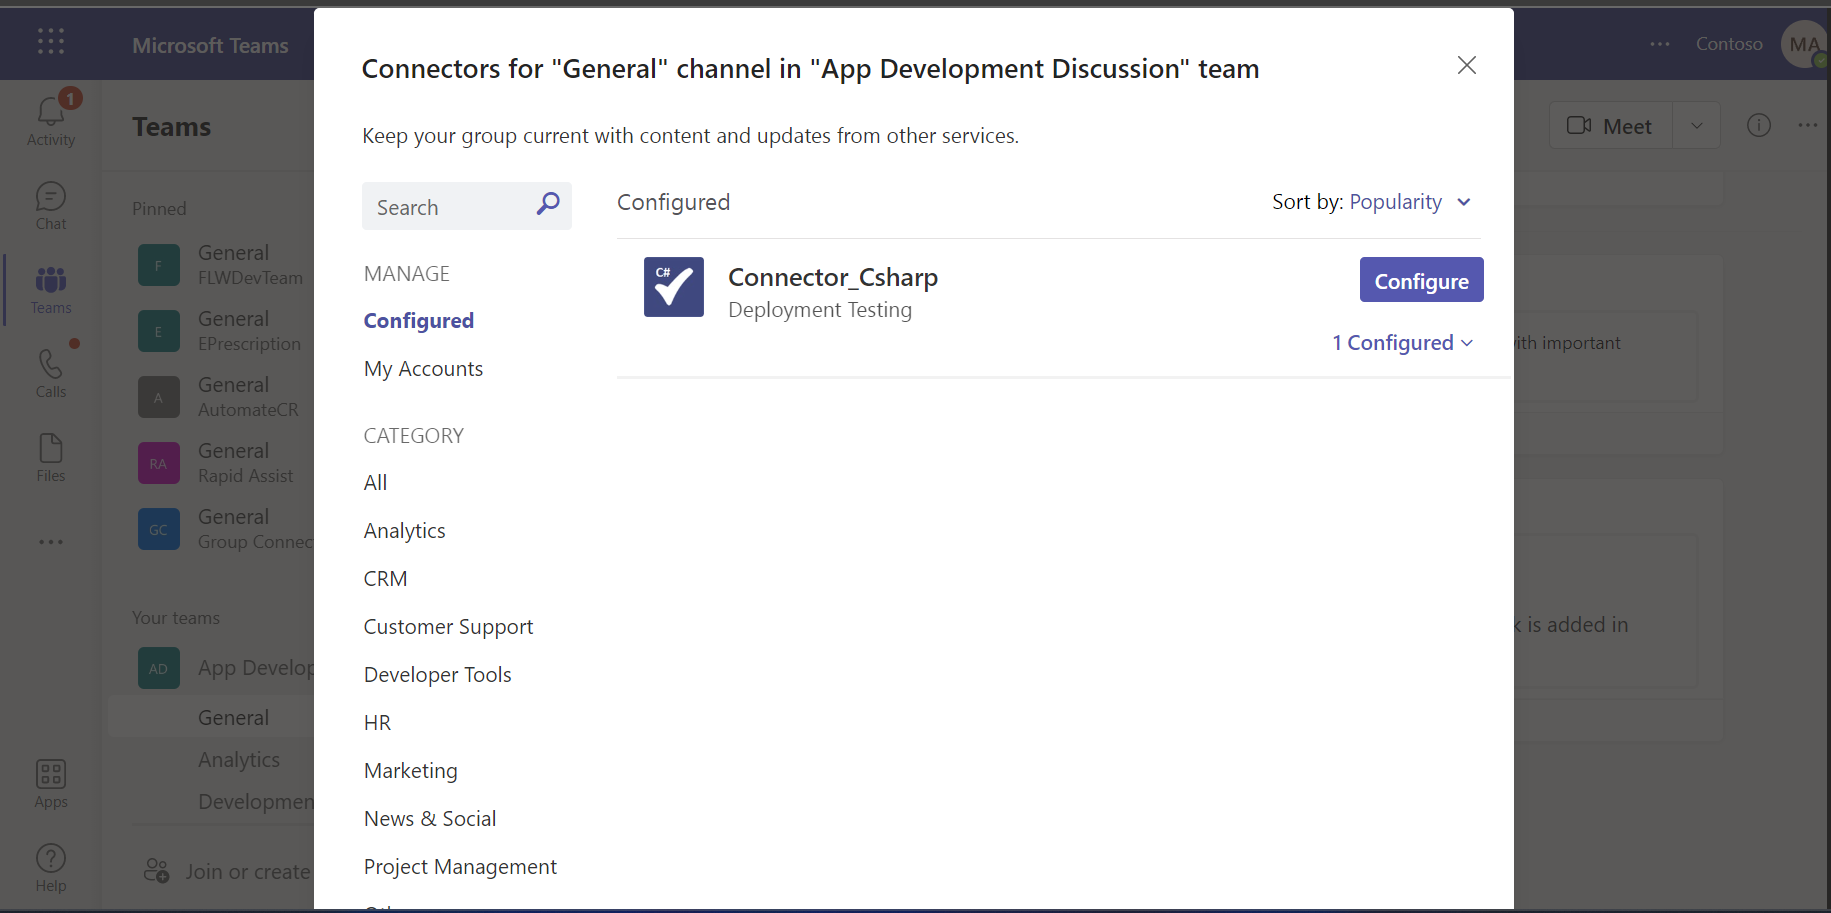 Microsoft Teams
Contoso
MA
1
Activity
Chat
Teams
Calls
Files
Apps
Help
Teams
Pinned
F
General
FLWDevTeam
E
General
EPrescription
A
General
AutomateCR
RA
General
Rapid Assist
GC
General
Group Connec
Your teams
AD
App Develop
General
Analytics
Developmen
Join or create
Connectors for "General" channel in "App Development Discussion" team
Keep your group current with content and updates from other services.
Search
MANAGE
Configured
My Accounts
CATEGORY
All
Analytics
CRM
Customer Support
Developer Tools
HR
Marketing
News & Social
Project Management
Configured
Sort by: Popularity
C#
Connector_Csharp
Deployment Testing
Configure
1 Configured
Meet
ith important
k is added in